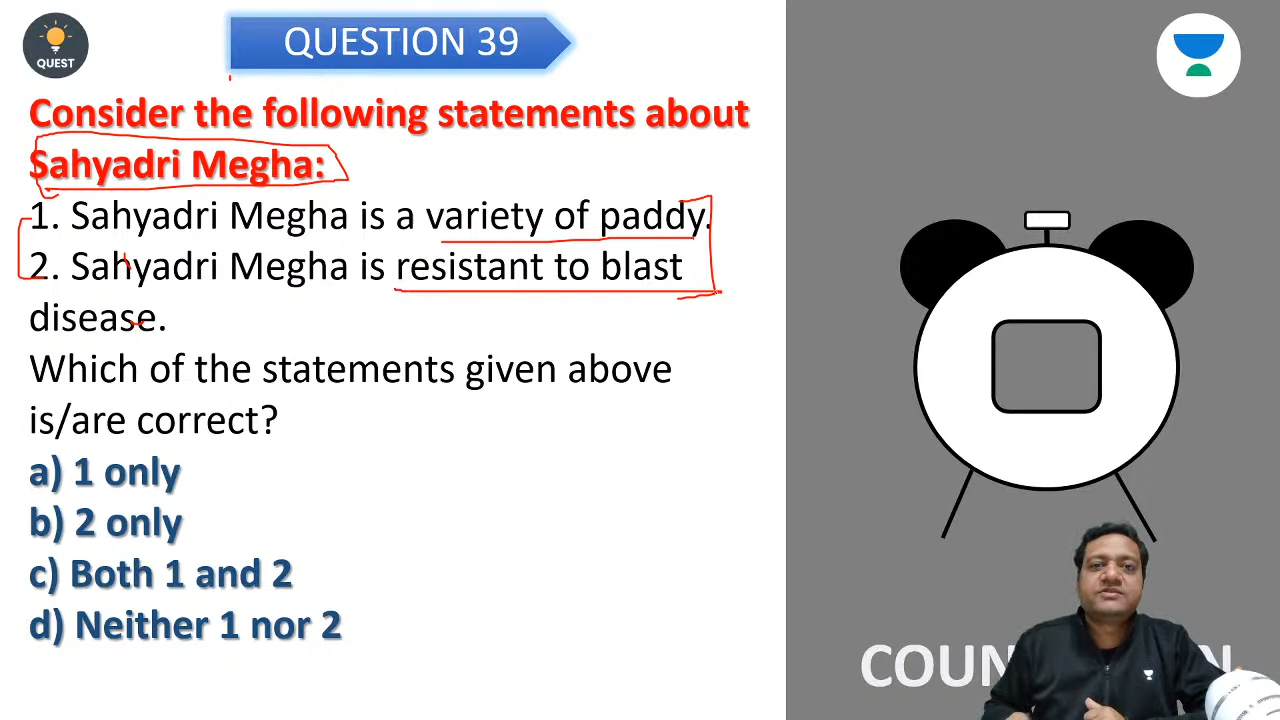 QUEST
QUESTION 39
Consider the following statements about
Sahyadri Megha:
1. Sahyadri Megha is a variety of paddy.
2. Sahyadri Megha is resistant to blast
disease.
Which of the statements given above
is/are correct?
a) 1 only
b) 2 only
c) Both 1 and 2
d) Neither 1 nor 2